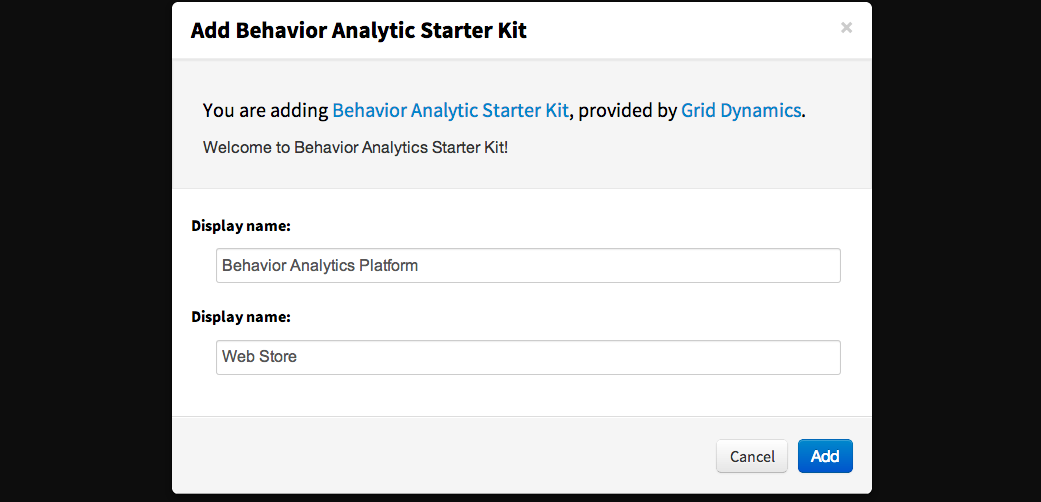 Add Behavior Analytic Starter Kit
×
You are adding Behavior Analytic Starter Kit, provided by Grid Dynamics.
Welcome to Behavior Analytics Starter Kit!
Display name:
Behavior Analytics Platform
Display name:
Web Store
Cancel Add